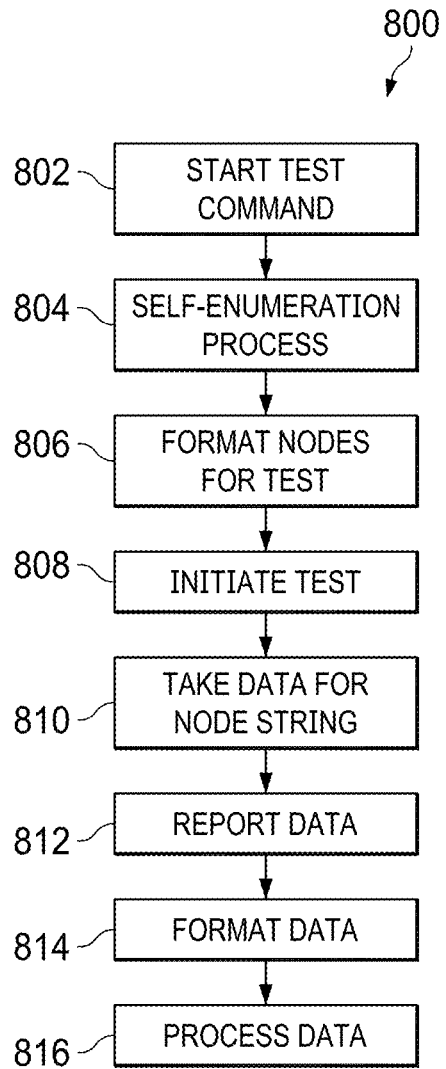 800
802
START TEST
COMMAND
804
SELF-ENUMERATION
PROCESS
806
FORMAT NODES
FOR TEST
808
INITIATE TEST
810
TAKE DATA FOR
NODE STRING
812
REPORT DATA
814
FORMAT DATA
816
PROCESS DATA